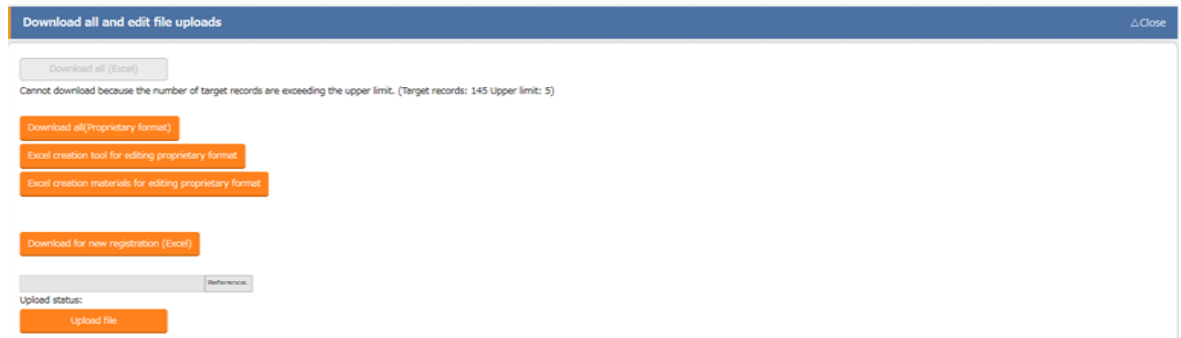 Download all and edit file uploads
△Close
Download all (Excel)
Cannot download because the number of target records are exceeding the upper limit. (Target records: 145 Upper limit: 5)
Download all(Proprietary format)
Excel creation tool for editing proprietary format
Excel creation materials for editing proprietary format
Download for new registration (Excel)
Reference.
Upload status:
Upload file